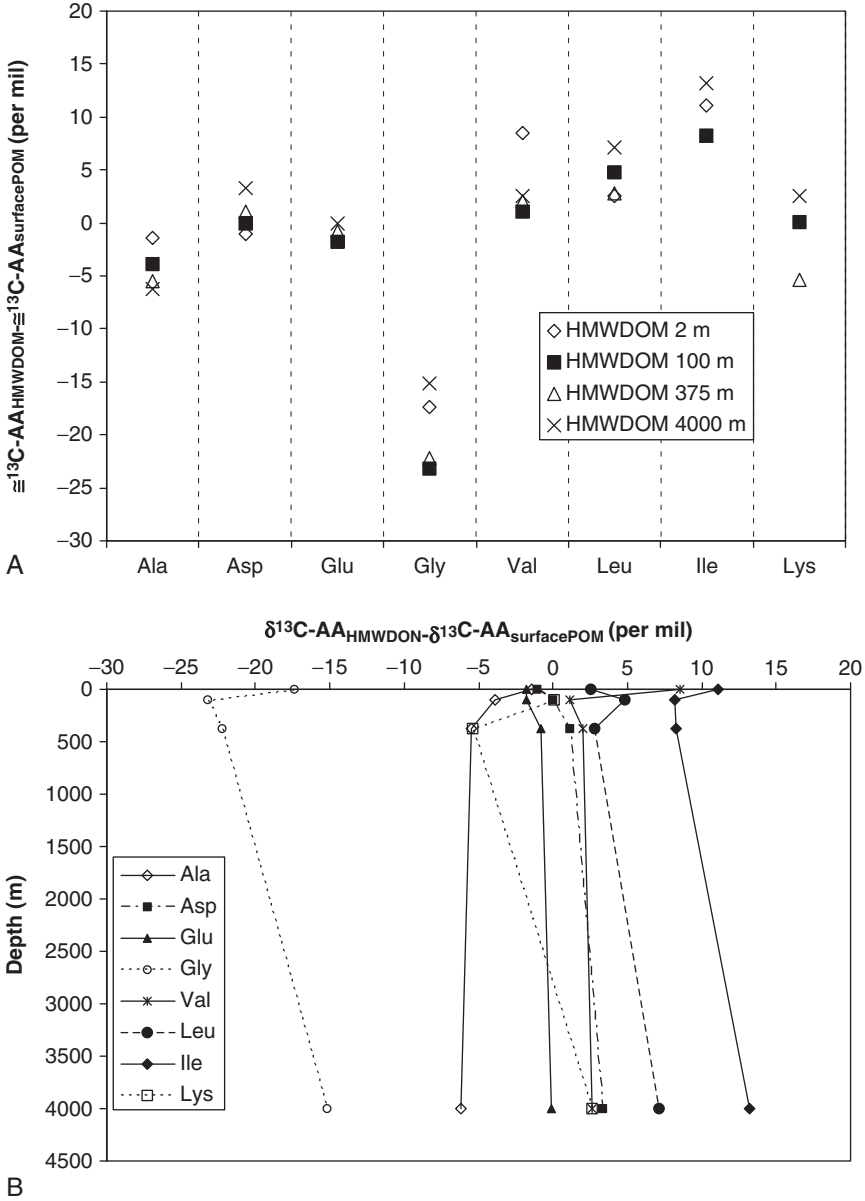 20
15
10
5
0
−5
−10
−15
−20
−25
−30
≅13C-AAHMWDOM-≅13C-AAsurfacePOM (per mil)
HMWDOM 2 m
HMWDOM 100 m
HMWDOM 375 m
HMWDOM 4000 m
A
Ala Asp Glu Gly Val Leu Ile Lys
δ13C-AAHMWDON-δ13C-AAsurfacePOM (per mil)
−30 −25 −20 −15 −10 −5 0 5 10 15 20
0
500
1000
1500
2000
2500
3000
3500
4000
4500
Depth (m)
Ala
Asp
Glu
Gly
Val
Leu
Ile
Lys
B